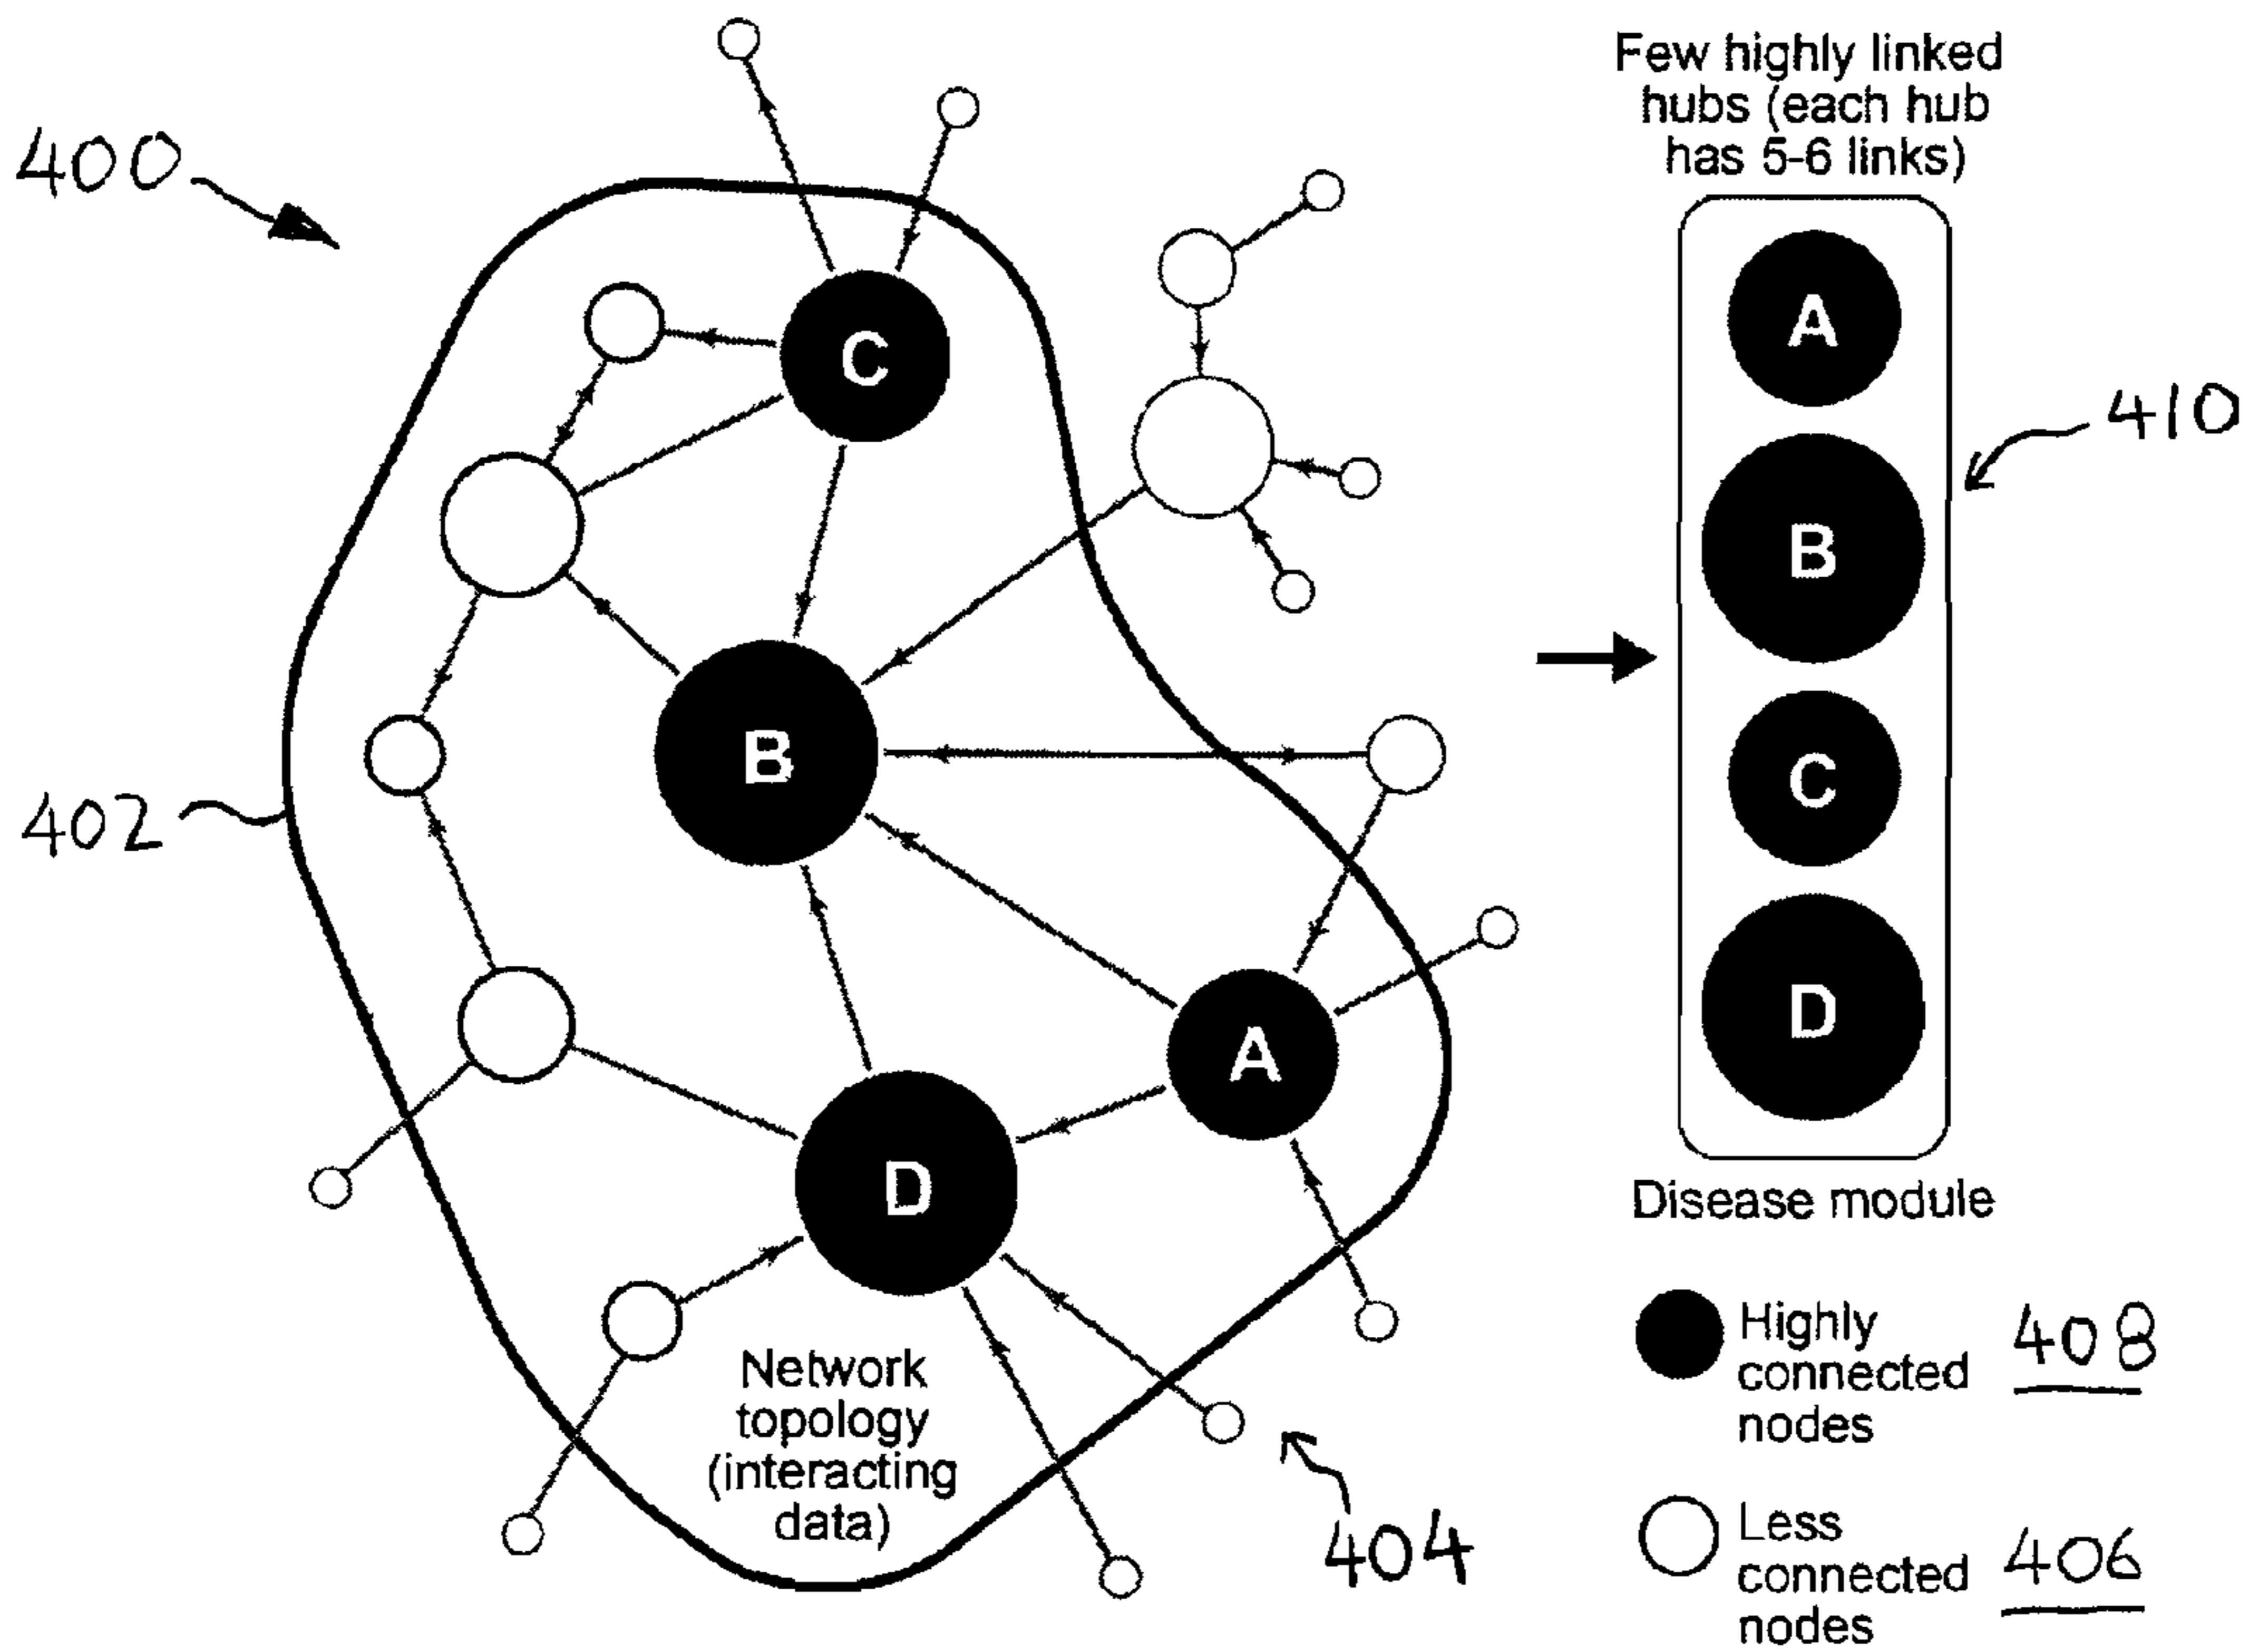 400
402
C
B
A
D
Network
topology
(interacting
data)
404
Few highly linked
hubs (each hub
has 5-6 links)
A
B
C
D
410
Disease module
Highly
connected
nodes
408
Less
connected
nodes
406